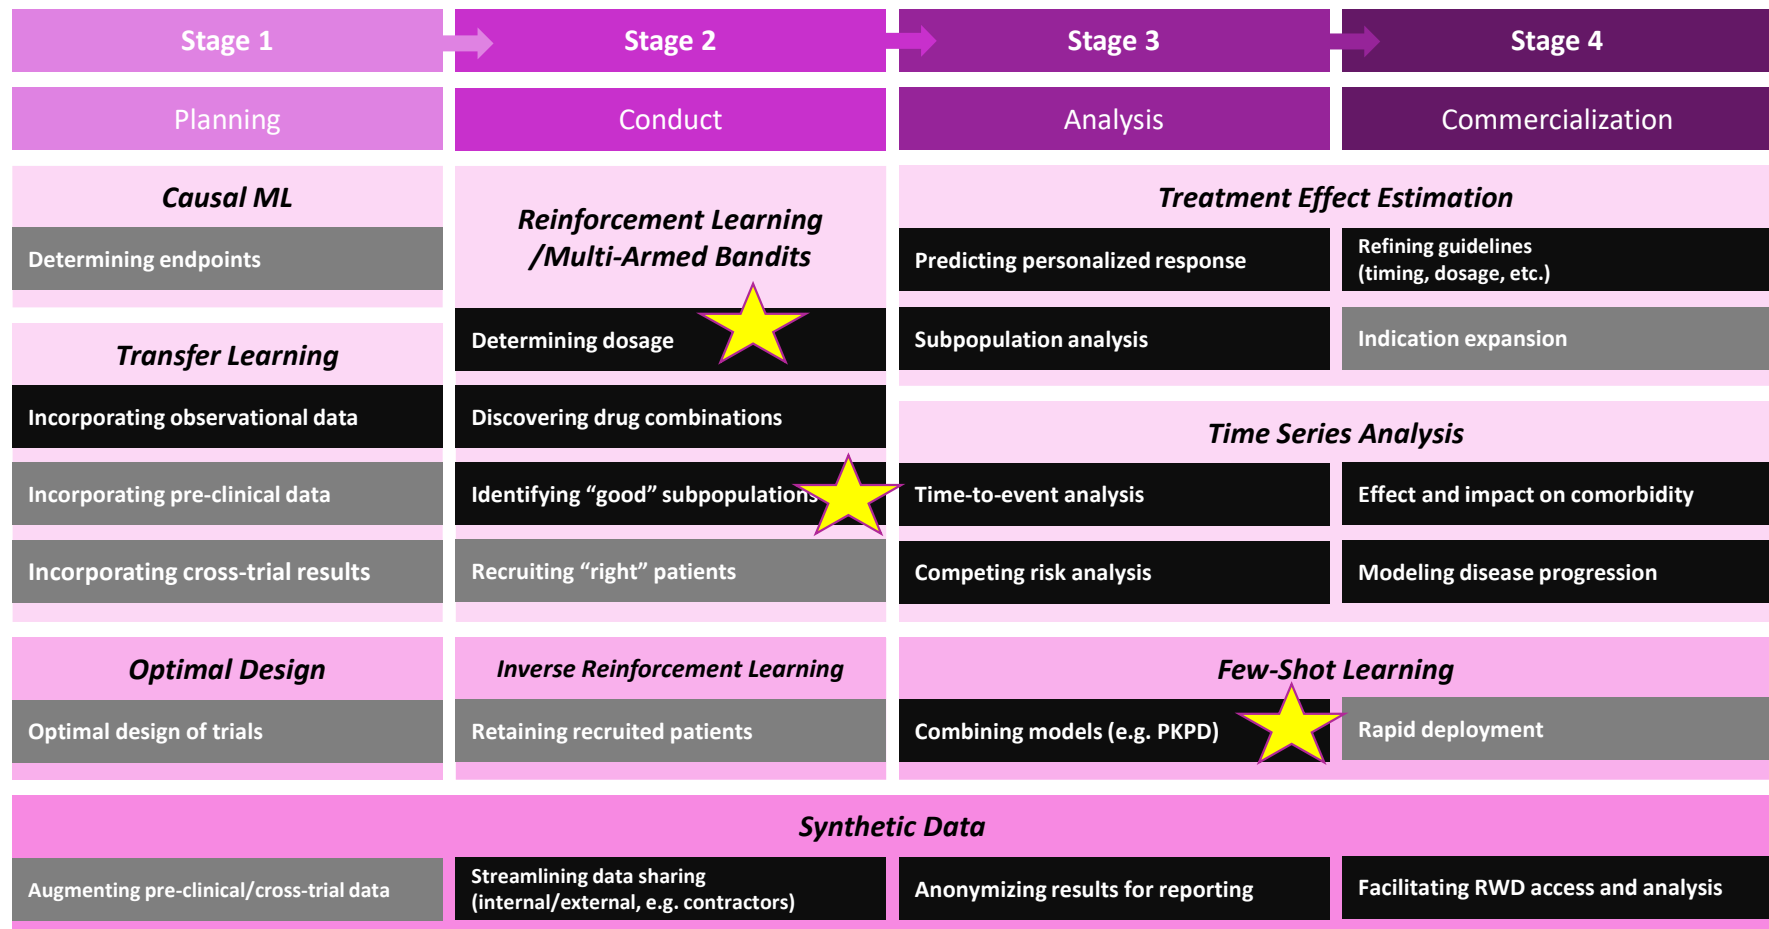 Stage 1
Stage 2
Stage 3
Stage 4
Planning
Conduct
Analysis
Commercialization
Causal ML
Determining endpoints
Transfer Learning
Incorporating observational data
Incorporating pre-clinical data
Incorporating cross-trial results
Optimal Design
Optimal design of trials
Reinforcement Learning
/Multi-Armed Bandits
Determining dosage
Discovering drug combinations
Identifying “good” subpopulations
Recruiting “right” patients
Inverse Reinforcement Learning
Retaining recruited patients
Treatment Effect Estimation
Predicting personalized response
Refining guidelines
(timing, dosage, etc.)
Subpopulation analysis
Indication expansion
Time Series Analysis
Time-to-event analysis
Effect and impact on comorbidity
Competing risk analysis
Modeling disease progression
Few-Shot Learning
Combining models (e.g. PKPD)
Rapid deployment
Synthetic Data
Augmenting pre-clinical/cross-trial data
Streamlining data sharing
(internal/external, e.g. contractors)
Anonymizing results for reporting
Facilitating RWD access and analysis